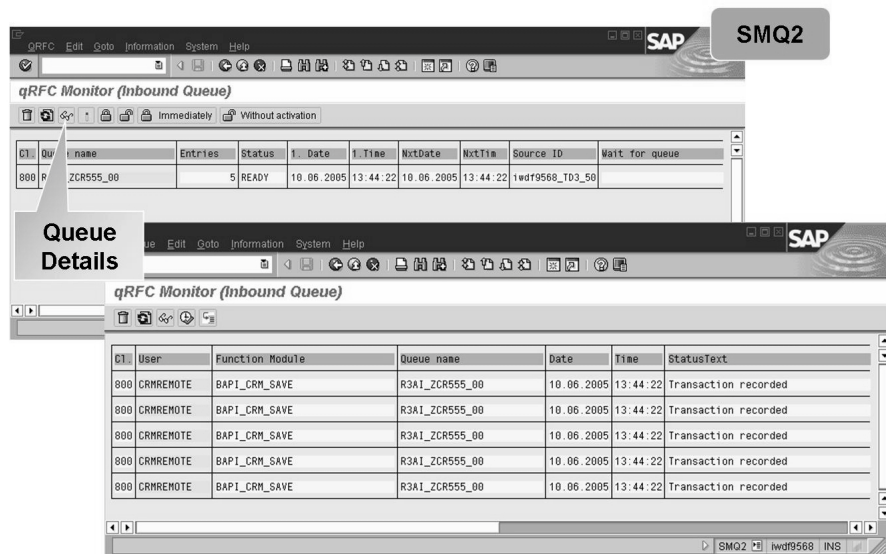 SMQ2
QRFC Edit Goto Information System Help
SAP
qRFC Monitor (Inbound Queue)
Immediately Without activation
Cl. name Entries Status 1. Date 1.Time NxtDate NxtTim Source ID Wait for queue
800 ZCR555_00 5 READY 10.06.2005 13:44:22 10.06.2005 13:44:22 iwdf9568_TD3_50
Queue
Details
Edit Goto Information System Help
SAP
qRFC Monitor (Inbound Queue)
Cl. User Function Module Queue name Date Time StatusText
800 CRMREMOTE BAPI_CRM_SAVE R3AI_ZCR555_00 10.06.2005 13:44:22 Transaction recorded
800 CRMREMOTE BAPI_CRM_SAVE R3AI_ZCR555_00 10.06.2005 13:44:22 Transaction recorded
800 CRMREMOTE BAPI_CRM_SAVE R3AI_ZCR555_00 10.06.2005 13:44:22 Transaction recorded
800 CRMREMOTE BAPI_CRM_SAVE R3AI_ZCR555_00 10.06.2005 13:44:22 Transaction recorded
800 CRMREMOTE BAPI_CRM_SAVE R3AI_ZCR555_00 10.06.2005 13:44:22 Transaction recorded
SMQ2 iwdf9568 INS